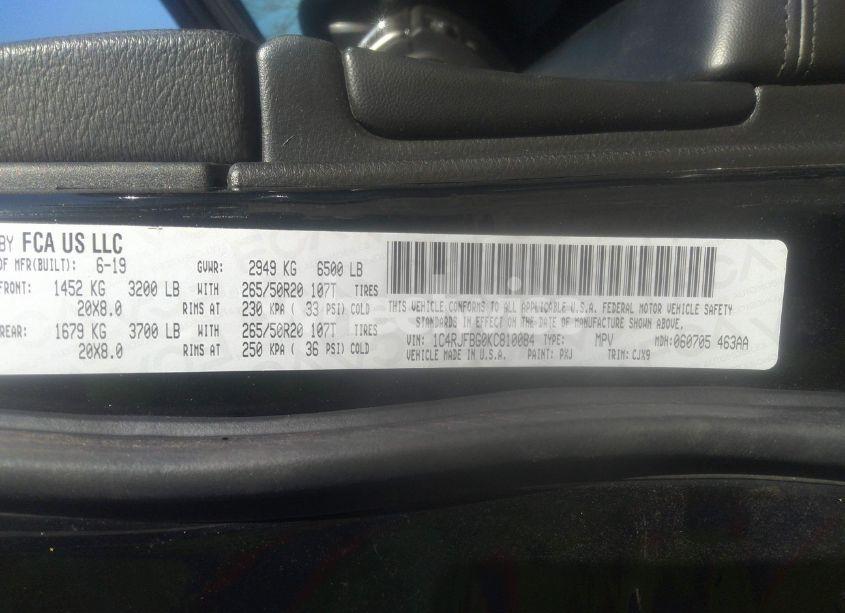 BY FCA US LLC
OF MFR(BUILT): 6-19 GVWR: 2949 KG 6500 LB
FRONT: 1452 KG 3200 LB WITH 265/50R20 107T TIRES
20X8.0 RIMS AT 230 KPA ( 33 PSI) COLD
REAR: 1679 KG 3700 LB WITH 265/50R20 107T TIRES
20X8.0 RIMS AT 250 KPA ( 36 PSI) COLD
THIS VEHICLE CONFORMS TO ALL APPLICABLE U.S.A. FEDERAL MOTOR VEHICLE SAFETY
STANDARDS IN EFFECT ON THE DATE OF MANUFACTURE SHOWN ABOVE.
VIN: 1C4RJFBG0KC810084 TYPE: MPV MDH: 060705 463AA
VEHICLE MADE IN U.S.A. PAINT: PXJ TRIM: CJX9